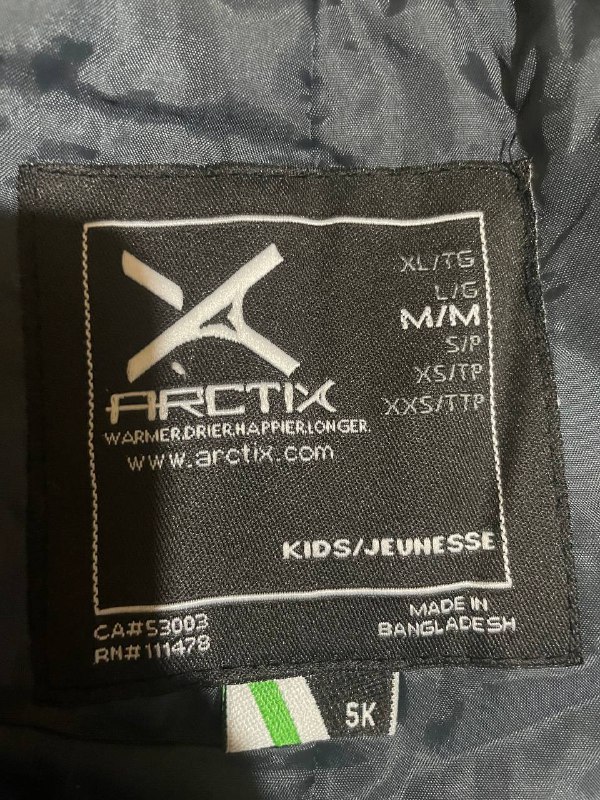 ARCTIX
WARMER.DRIER.HAPPIER.LONGER.
www.arctix.com
XL/TG
L/G
M/M
S/P
XS/TP
XXS/TTP
KIDS/JEUNESSE
CA#53003
RN#111478
MADE IN
BANGLADESH
5K